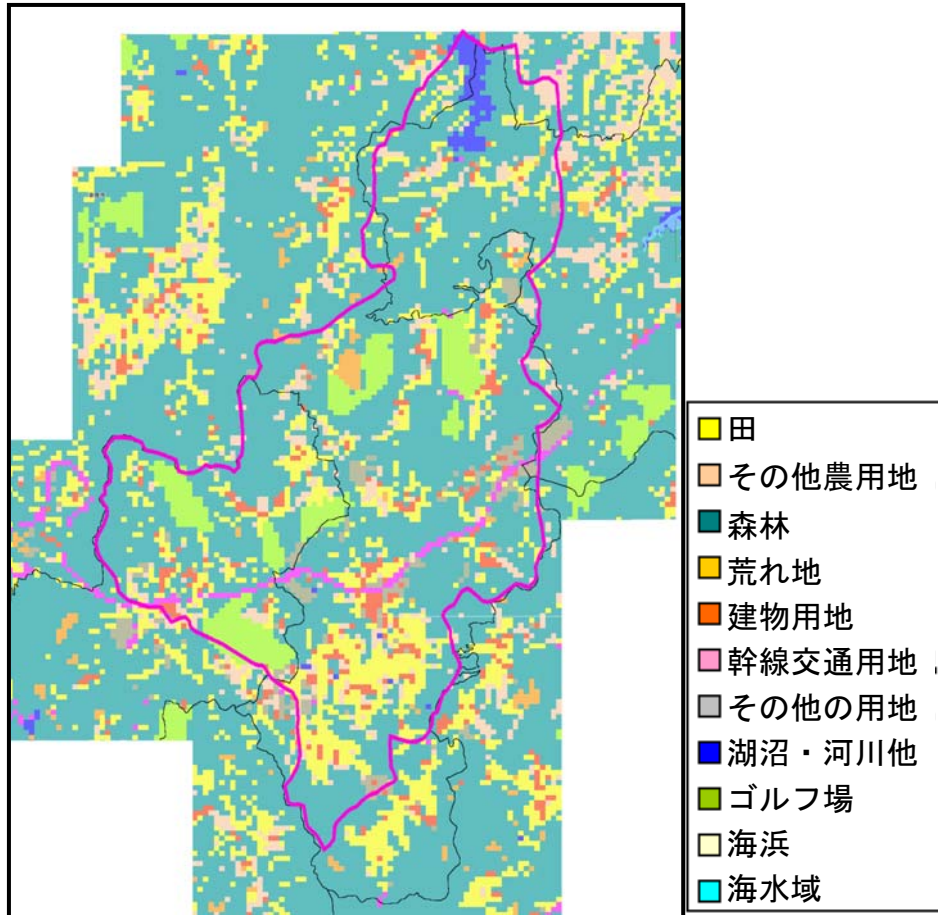 田
その他農用地
森林
荒れ地
建物用地
幹線交通用地
その他の用地
湖沼・河川他
ゴルフ場
海浜
海水域